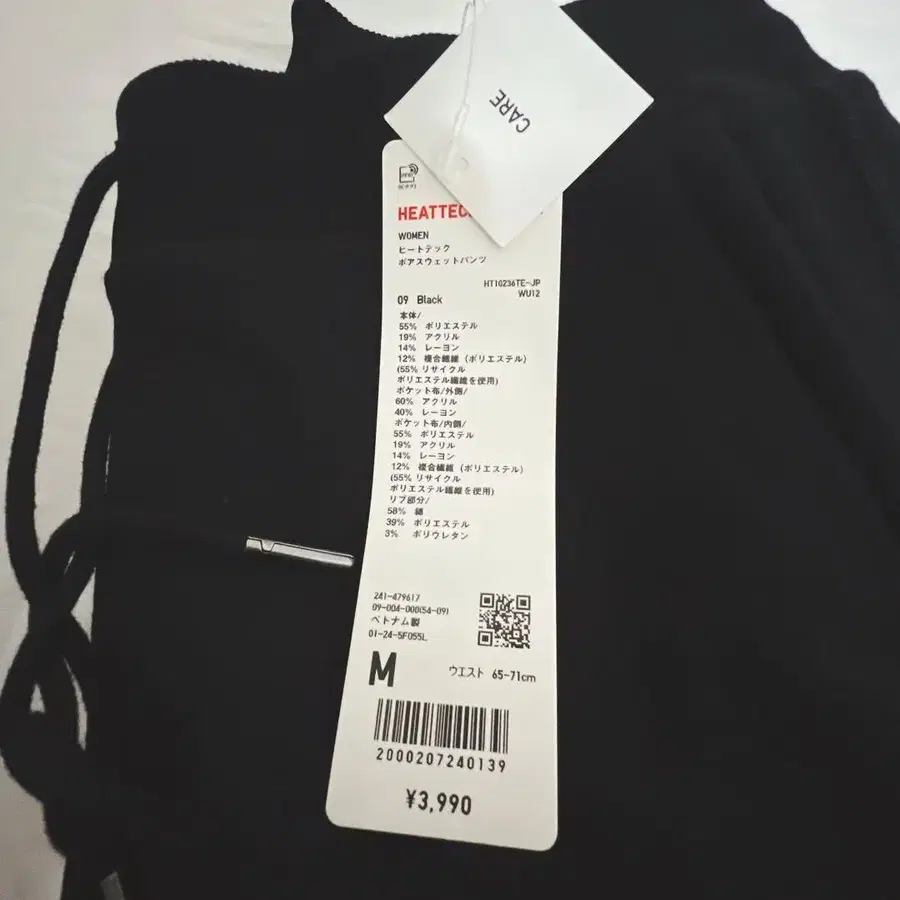 CARE
HEATTEC
WOMEN
ヒートテック
ボアスウェットパンツ
HT10236TE-JP
WU12
09 Black
本体/
55% ポリエステル
19% アクリル
14% レーヨン
12% 複合繊維 (ポリエステル)
(55% リサイクル
ポリエステル繊維を使用)
ポケット布/外側/
60% アクリル
40% レーヨン
ポケット布/内側/
55% ポリエステル
19% アクリル
14% レーヨン
12% 複合繊維 (ポリエステル)
(55% リサイクル
ポリエステル繊維を使用)
リブ部分/
58% 綿
39% ポリエステル
3% ポリウレタン
241-479617
09-004-000(54-09)
ベトナム製
01-24-5F055L
M ウエスト 65-71cm
2000207240139
¥3,990